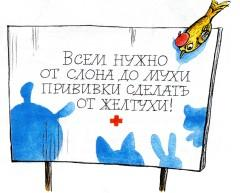 Всем нужно
от слона до мухи
прививки сделать
от желтухи!